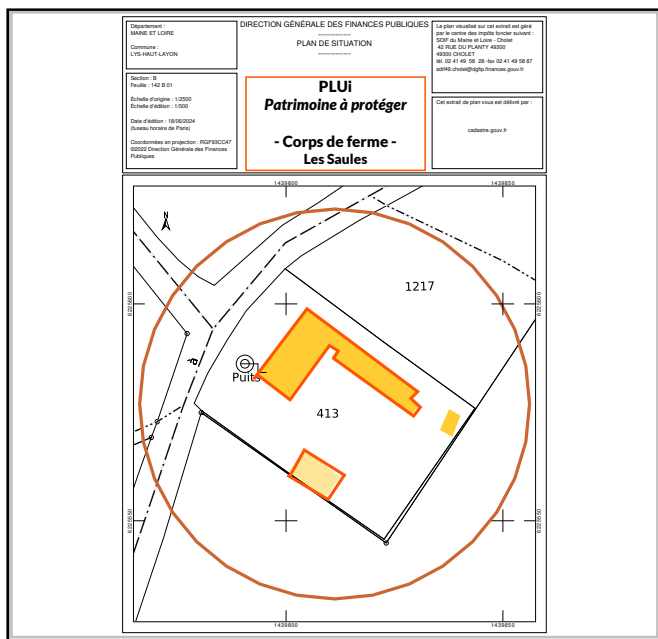 Département :
MAINE ET LOIRE
Commune :
LYS-HAUT-LAYON
Section : B
Feuille : 142 B 01
Échelle d'origine : 1/2500
Échelle d'édition : 1/500
Date d'édition : 18/06/2024
(fuseau horaire de Paris)
Coordonnées en projection : RGF93CC47
©2022 Direction Générale des Finances
Publiques
DIRECTION GÉNÉRALE DES FINANCES PUBLIQUES
-------------
PLAN DE SITUATION
-------------
PLUi
Patrimoine à protéger
- Corps de ferme -
Les Saules
Le plan visualisé sur cet extrait est géré
par le centre des impôts foncier suivant :
SDIF du Maine et Loire - Cholet
42 RUE DU PLANTY 49300
49300 CHOLET
tél. 02 41 49 58 28 -fax 02 41 49 58 87
sdif49.cholet@dgfip.finances.gouv.fr
Cet extrait de plan vous est délivré par :
cadastre.gouv.fr
1439800
1439850
N
1217
6225600
6225600
à
Puits
413
6225550
6225550
1439800
1439850